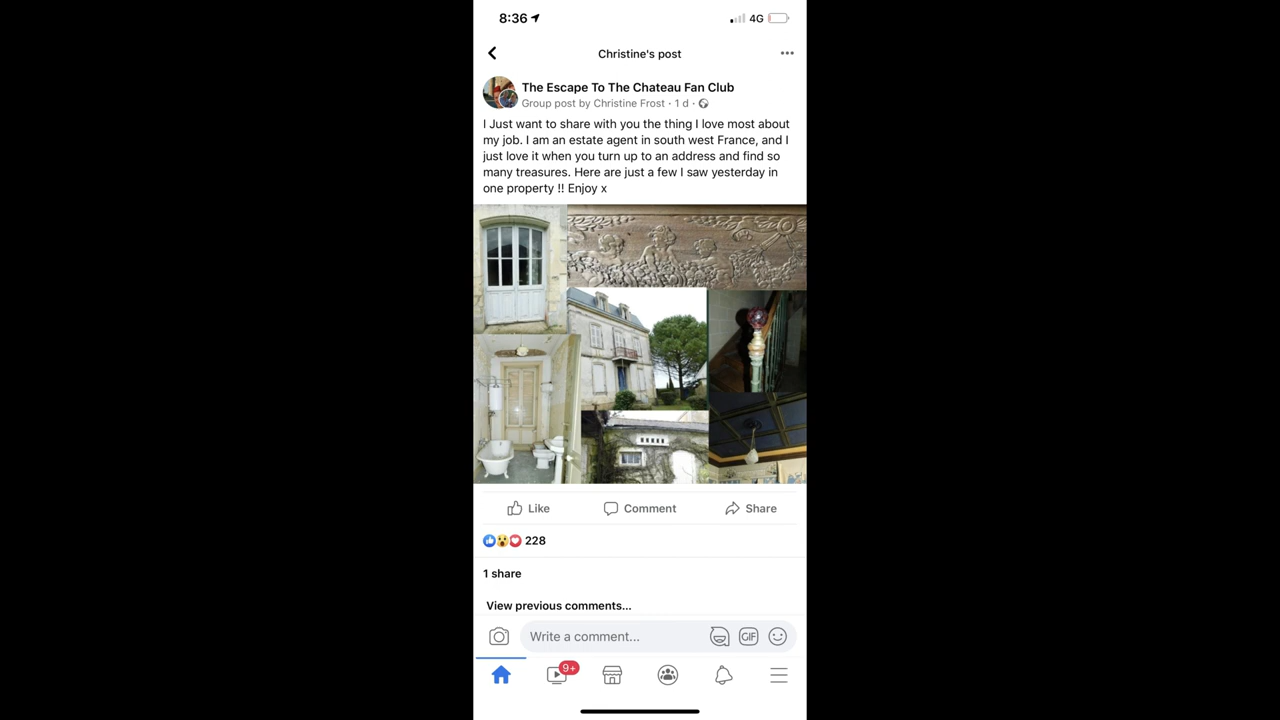 8:36
4G
Christine's post
The Escape To The Chateau Fan Club
Group post by Christine Frost · 1 d ·
I Just want to share with you the thing I love most about
my job. I am an estate agent in south west France, and I
just love it when you turn up to an address and find so
many treasures. Here are just a few I saw yesterday in
one property !! Enjoy x
Like
Comment
Share
228
1 share
View previous comments...
Write a comment...
GIF
9+